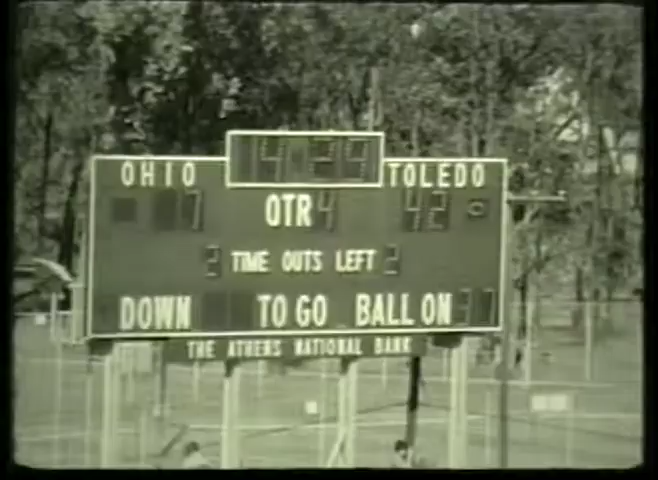 14:29
OHIO TOLEDO
7 QTR 4 42
2 TIME OUTS LEFT 2
DOWN TO GO BALL ON
THE ATHENS NATIONAL BANK